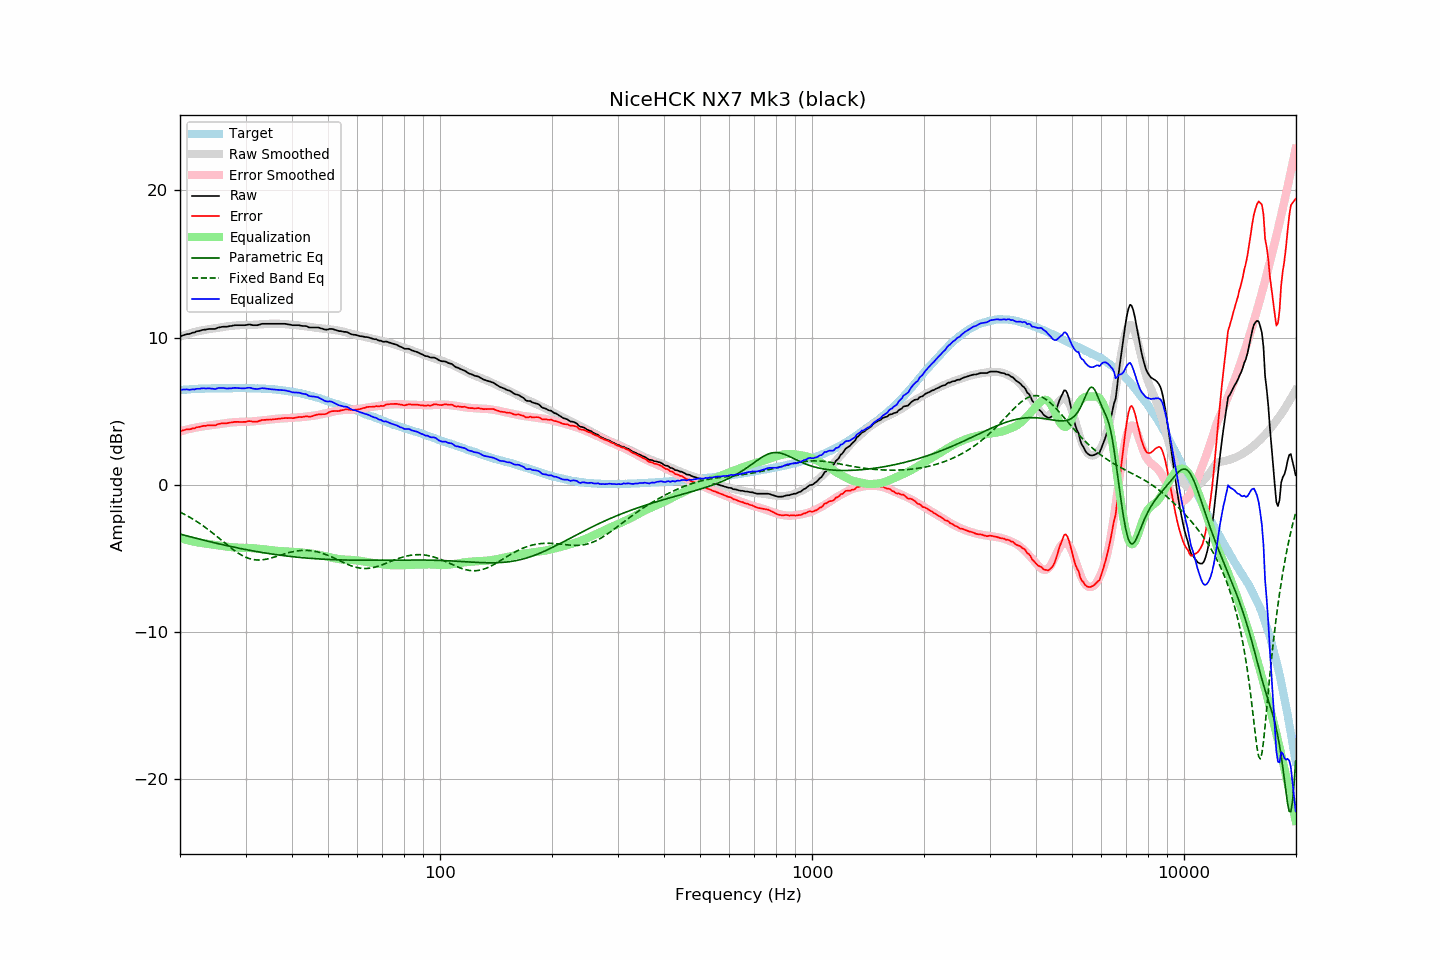 NiceHCK NX7 Mk3 (black)
Target
Raw Smoothed
Error Smoothed
Raw
Error
Equalization
Parametric Eq
Fixed Band Eq
Equalized
20
10
0
−10
−20
Amplitude (dBr)
100
1000
10000
Frequency (Hz)